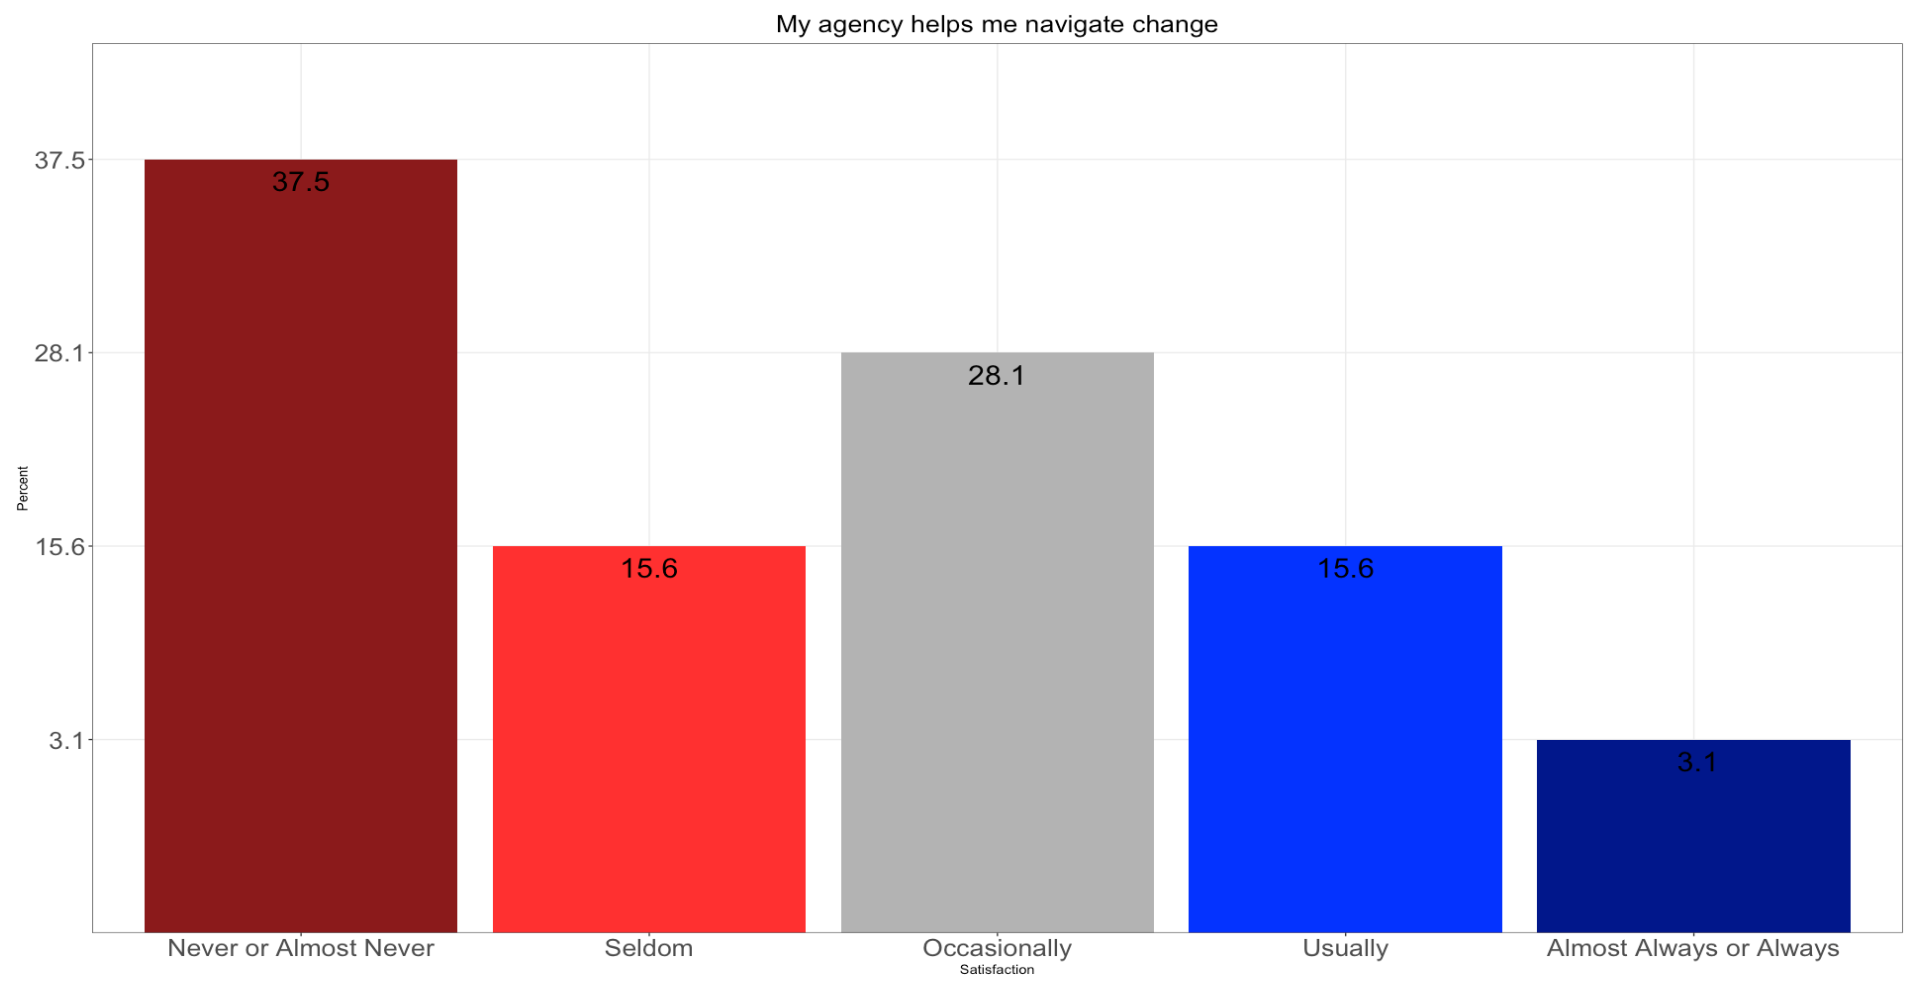 My agency helps me navigate change
37.5
28.1
15.6
3.1
Percent
37.5
15.6
28.1
15.6
3.1
Never or Almost Never
Seldom
Occasionally
Usually
Almost Always or Always
Satisfaction